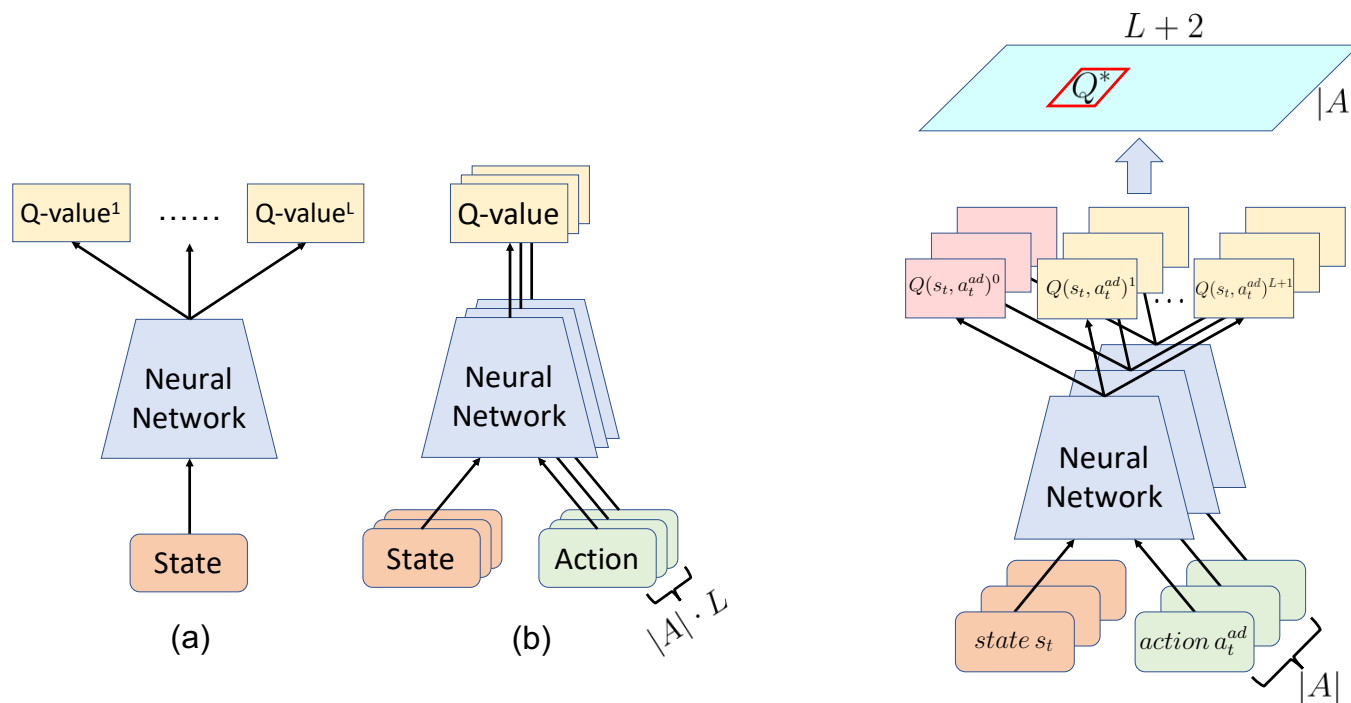 Q-value¹ ...... Q-valueᴸ
Neural
Network
State
(a)
Q-value
Neural
Network
State
Action
|A| · L
(b)
L + 2
Q*
|A
Q(s_t, a_t^{ad})^0
Q(s_t, a_t^{ad})^1
...
Q(s_t, a_t^{ad})^{L+1}
Neural
Network
state s_t
action a_t^{ad}
|A|